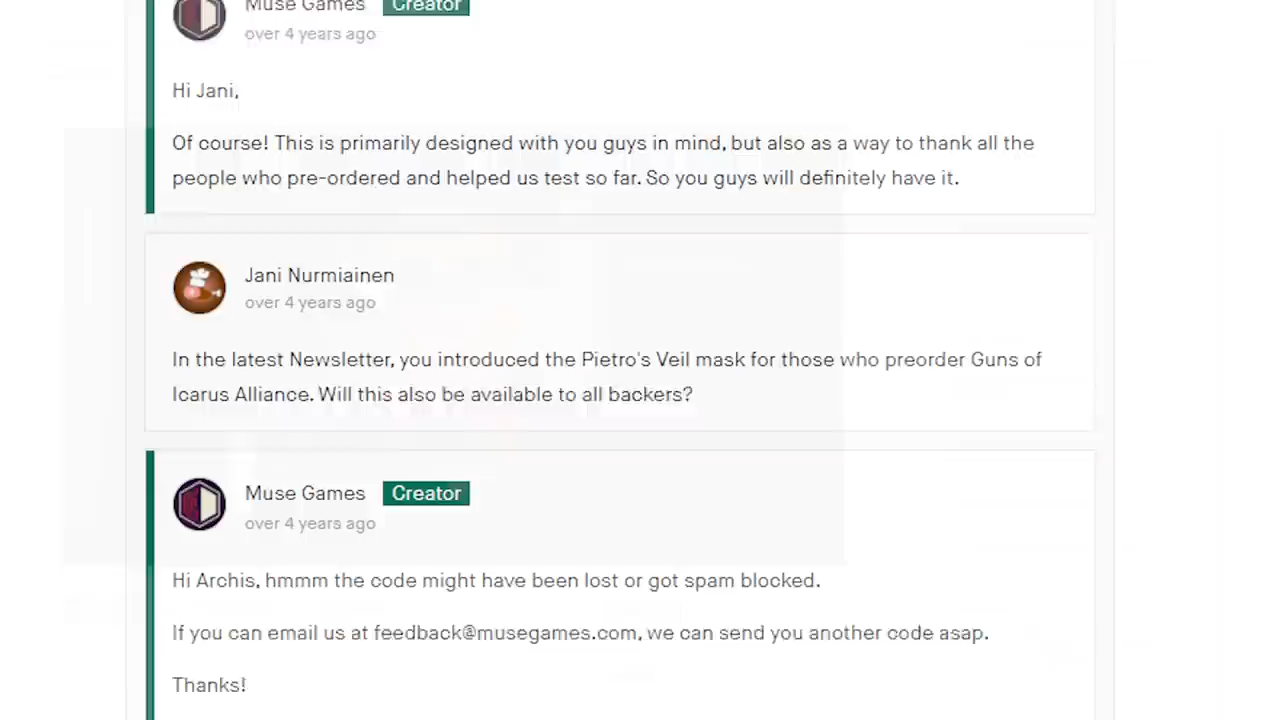 Muse Games Creator
over 4 years ago
Hi Jani,
Of course! This is primarily designed with you guys in mind, but also as a way to thank all the
people who pre-ordered and helped us test so far. So you guys will definitely have it.
Jani Nurmiainen
over 4 years ago
In the latest Newsletter, you introduced the Pietro's Veil mask for those who preorder Guns of
Icarus Alliance. Will this also be available to all backers?
Muse Games Creator
over 4 years ago
Hi Archis, hmmm the code might have been lost or got spam blocked.
If you can email us at feedback@musegames.com, we can send you another code asap.
Thanks!